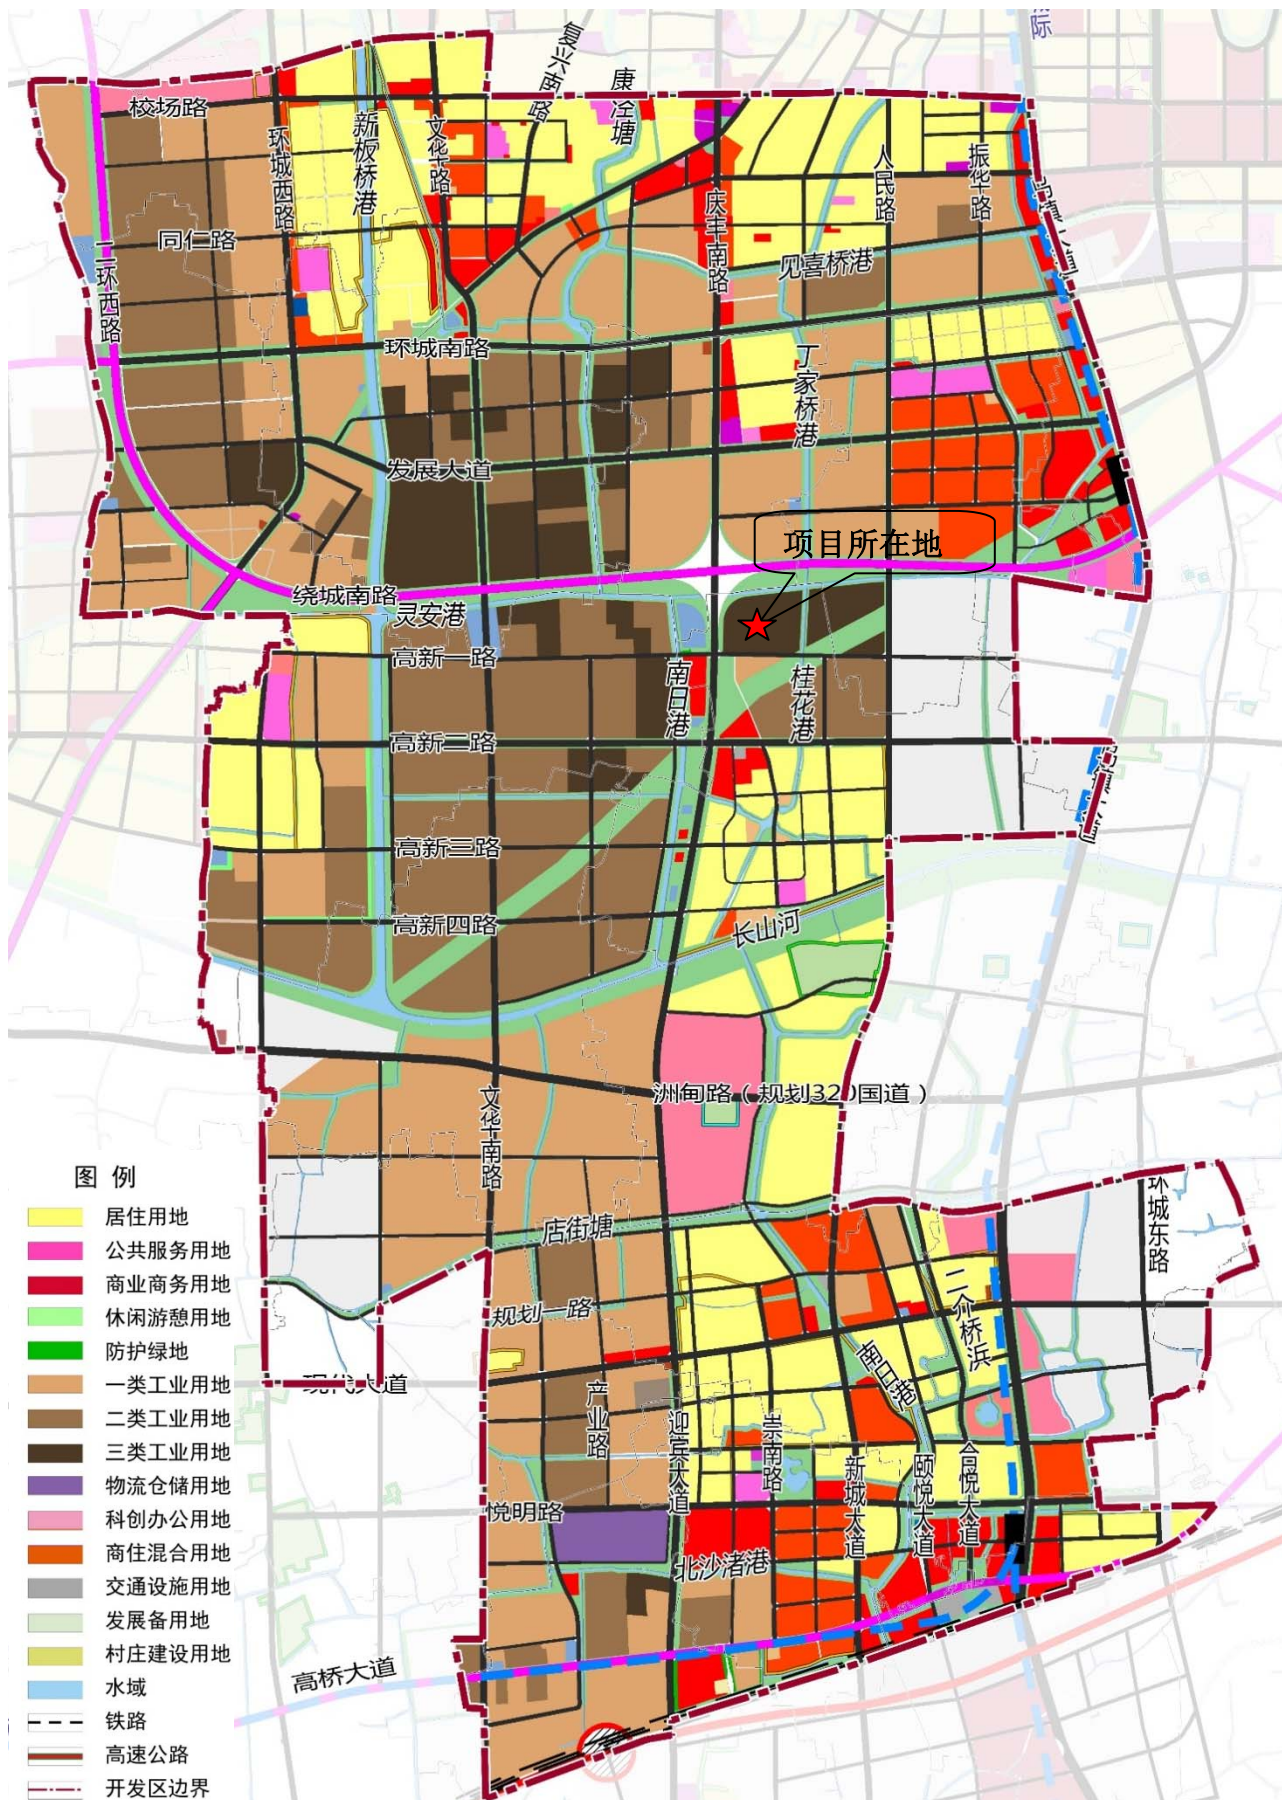 际
复兴南路
康泾塘
校场路
环城西路
新板桥港
文华路
人民路
振华路
庆丰南路
同仁路
二环西路
见喜桥港
环城南路
丁家桥港
发展大道
项目所在地
绕城南路
灵安港
高新一路
南日港
桂花港
高新二路
高新三路
高新四路
长山河
洲甸路（规划320国道）
文华南路
环城东路
店街塘
规划一路
二介桥浜
南日港
现代大道
产业路
迎宾大道
崇南路
新城大道
颐悦大道
合悦大道
悦明路
北沙渚港
高桥大道
图例
居住用地
公共服务用地
商业商务用地
休闲游憩用地
防护绿地
一类工业用地
二类工业用地
三类工业用地
物流仓储用地
科创办公用地
商住混合用地
交通设施用地
发展备用地
村庄建设用地
水域
铁路
高速公路
开发区边界